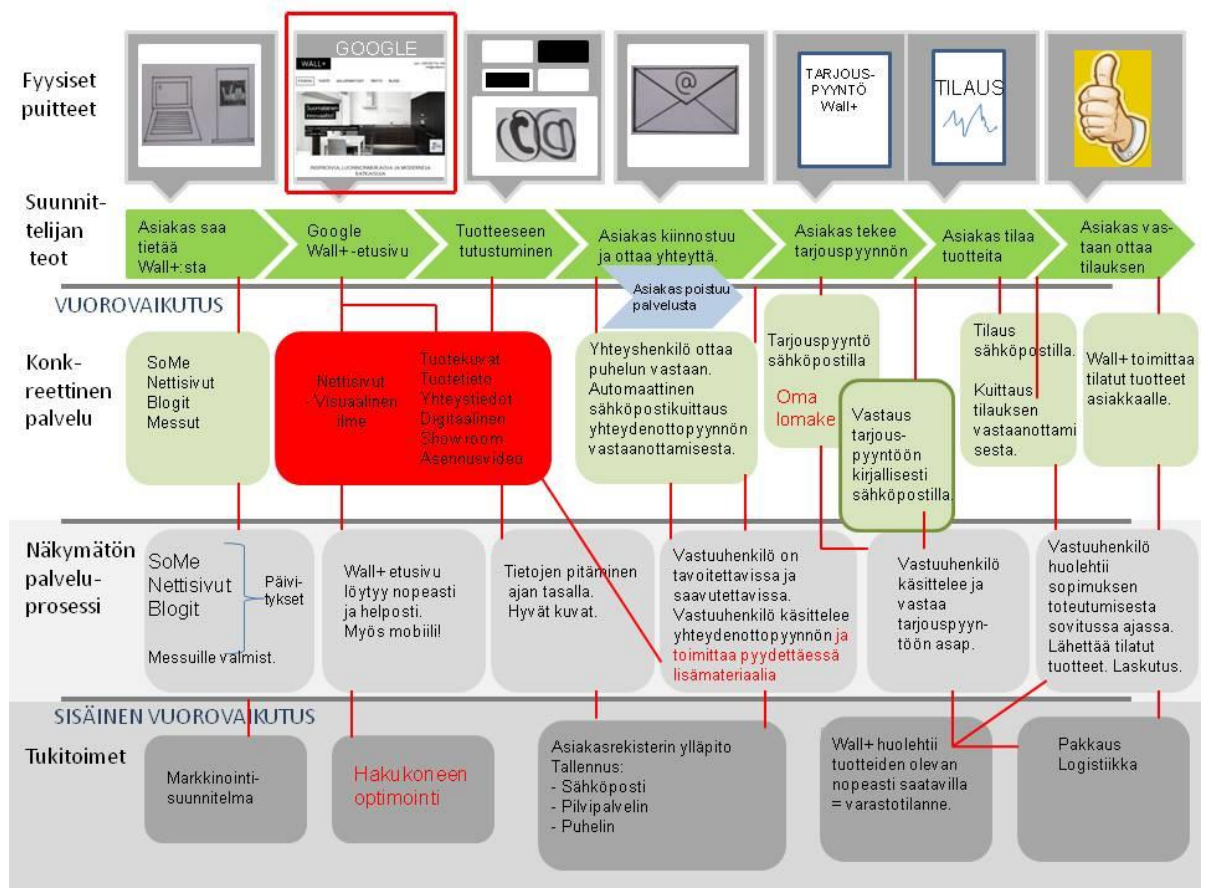 Fyysiset
puitteet
GOOGLE
WALL+
@
TARJOUS-
PYYNTÖ
Wall+
TILAUS
Suunnit-
telijan
teot
Asiakas saa
tietää
Wall+:sta
Google
Wall+ -etusivu
Tuotteeseen
tutustuminen
Asiakas kiinnostuu
ja ottaa yhteyttä.
Asiakas tekee
tarjouspyynnön
Asiakas tilaa
tuotteita
Asiakas vas-
taan ottaa
tilauksen
Asiakas poistuu
palvelusta
VUOROVAIKUTUS
Konk-
reettinen
palvelu
SoMe
Nettisivut
Blogit
Messut
Nettisivut
-Visuaalinen
ilme
Tuotekuvat
Tuotetieto
Yhteystiedot
Digitaalinen
Showroom
Asennusvideo
Yhteyshenkilö ottaa
puhelun vastaan.
Automaattinen
sähköpostikuittaus
yhteydenottopyynnön
vastaanottamisesta.
Tarjouspyyntö
sähköpostilla
Oma
lomake
Vastaus
tarjous-
pyyntöön
kirjallisesti
sähköpostilla.
Tilaus
sähköpostilla.
Kuittaus
tilauksen
vastaanottami
sesta.
Wall+ toimittaa
tilatut tuotteet
asiakkaalle.
Näkymätön
palvelu-
prosessi
SoMe
Nettisivut
Blogit
Päivi-
tykset
Messuille valmist.
Wall+ etusivu
löytyy nopeasti
ja helposti.
Myös mobiili!
Tietojen pitäminen
ajan tasalla.
Hyvät kuvat.
Vastuuhenkilö on
tavoitettavissa ja
saavutettavissa.
Vastuuhenkilö käsittelee
yhteydenottopyynnön ja
toimittaa pyydettäessä
lisämateriaalia
Vastuuhenkilö
käsittelee ja
vastaa
tarjouspyyn-
töön asap.
Vastuuhenkilö
huolehtii
sopimuksen
toteutumisesta
sovitussa ajassa.
Lähettää tilatut
tuotteet. Laskutus.
SISÄINEN VUOROVAIKUTUS
Tukitoimet
Markkinointi-
suunnitelma
Hakukoneen
optimointi
Asiakasrekisterin ylläpito
Tallennus:
- Sähköposti
- Pilvipalvelin
- Puhelin
Wall+ huolehtii
tuotteiden olevan
nopeasti saatavilla
= varastotilanne.
Pakkaus
Logistiikka